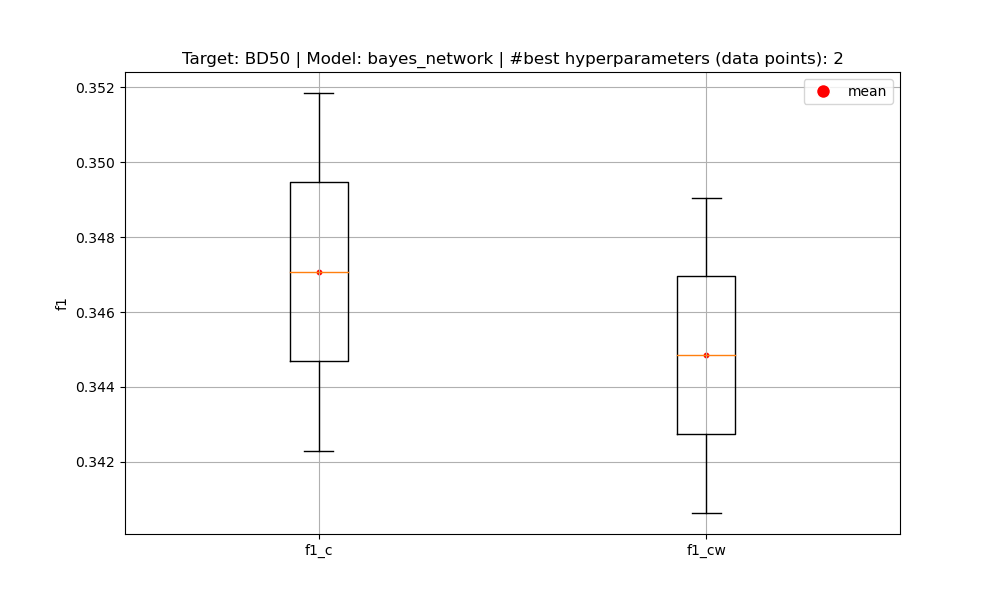 Target: BD50 | Model: bayes_network | #best hyperparameters (data points): 2
mean
0.352
0.350
0.348
0.346
0.344
0.342
f1
f1_c
f1_cw